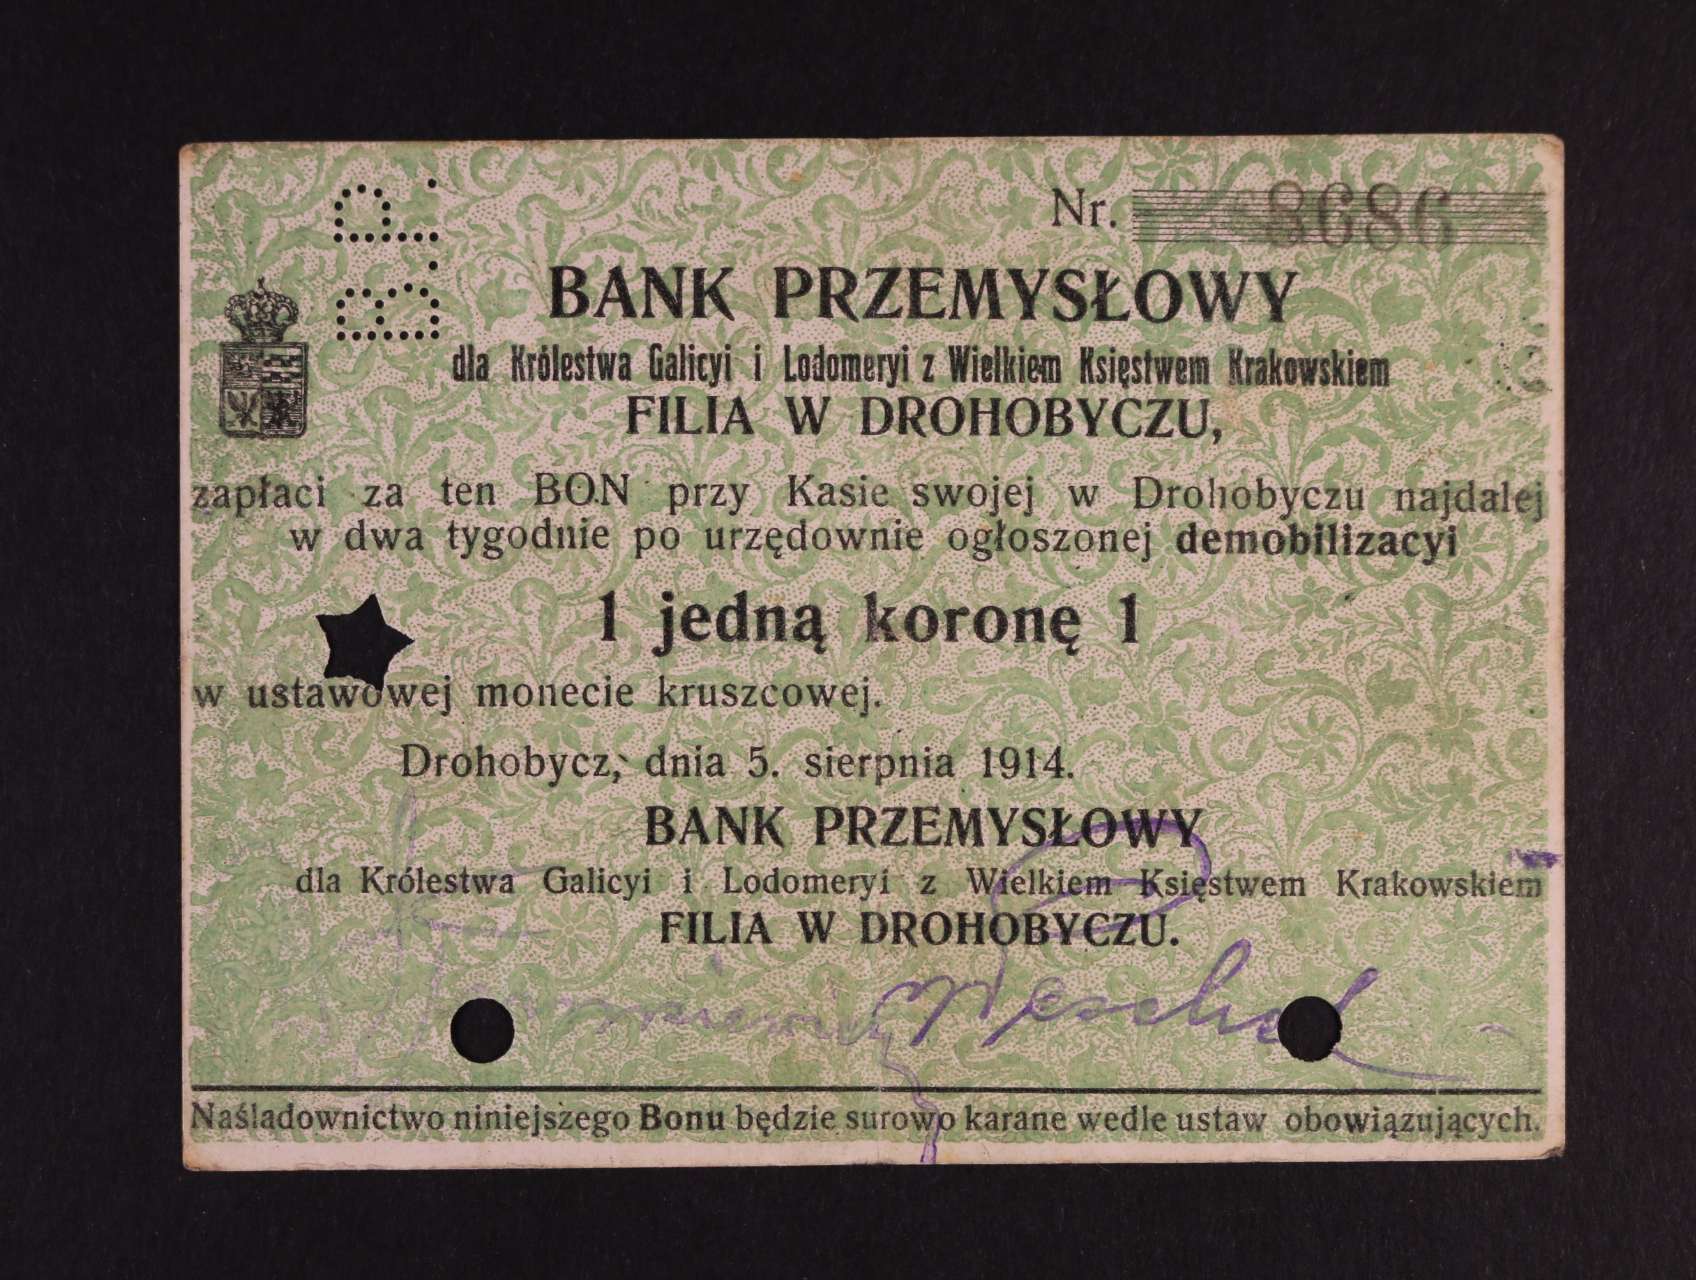 B. P.
Nr. 8686
BANK PRZEMYSŁOWY
dla Królestwa Galicyi i Lodomeryi z Wielkiem Księstwem Krakowskiem
FILIA W DROHOBYCZU,
zapłaci za ten BON przy Kasie swojej w Drohobyczu najdalej
w dwa tygodnie po urzędownie ogłoszonej demobilizacyi
1 jedną koronę 1
w ustawowej monecie kruszcowej.
Drohobycz, dnia 5. sierpnia 1914.
BANK PRZEMYSŁOWY
dla Królestwa Galicyi i Lodomeryi z Wielkiem Księstwem Krakowskiem
FILIA W DROHOBYCZU.
Naśladownictwo niniejszego Bonu będzie surowo karane wedle ustaw obowiązujących.